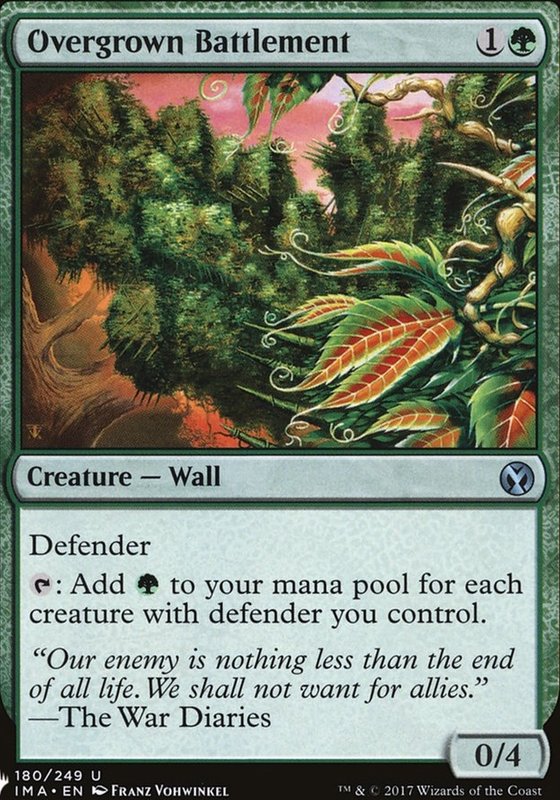 Overgrown Battlement 1
Creature — Wall
Defender
: Add to your mana pool for each
creature with defender you control.
“Our enemy is nothing less than the end
of all life. We shall not want for allies.”
—The War Diaries
0/4
180/249 U
IMA • EN Franz Vohwinkel
™ & © 2017 Wizards of the Coast